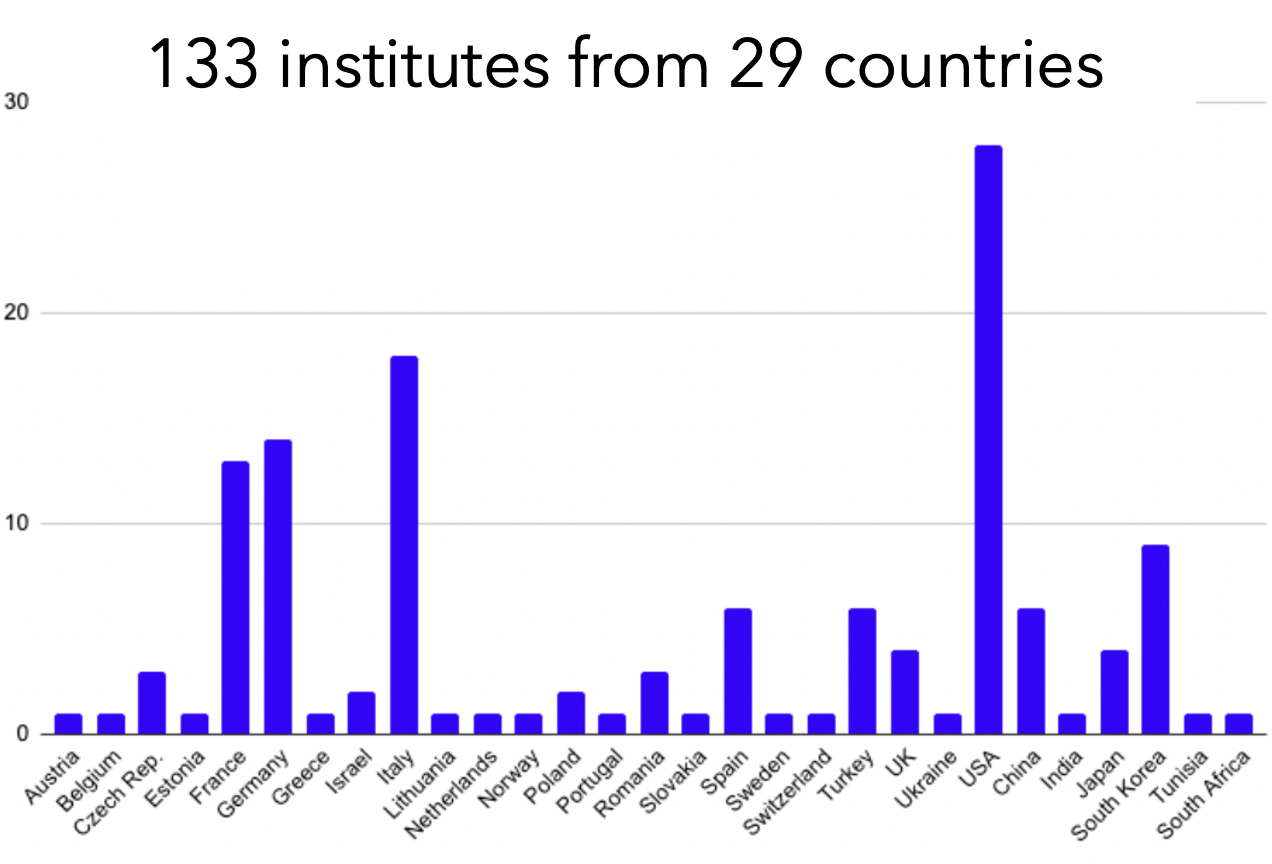 133 institutes from 29 countries
30
20
10
0
Austria
Belgium
Czech Rep.
Estonia
France
Germany
Greece
Israel
Italy
Lithuania
Netherlands
Norway
Poland
Portugal
Romania
Slovakia
Spain
Sweden
Switzerland
Turkey
UK
Ukraine
USA
China
India
Japan
South Korea
Tunisia
South Africa